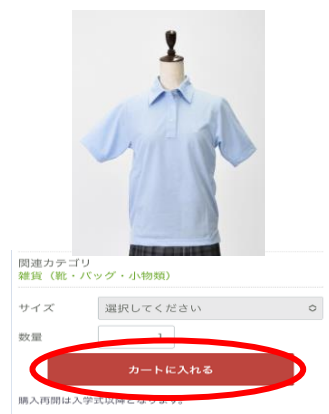 関連カテゴリ
雑貨（靴・バッグ・小物類）
サイズ 選択してください
数量 1
カートに入れる
購入再開は入学式以降となります。